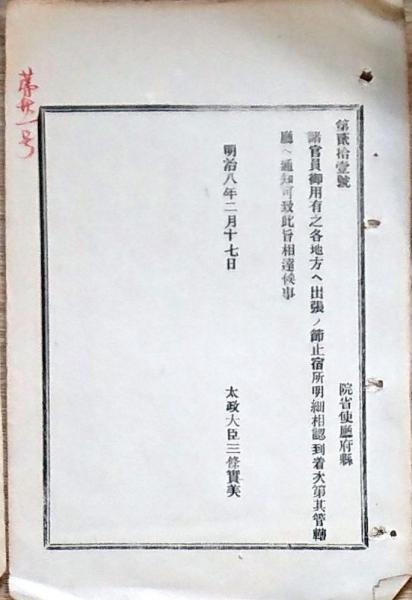 第貳拾壹號
院省使廳府縣
諸官員御用有之各地方ヘ出張ノ節止宿所明細相認到着次第其管轄
廳ヘ通知可致此旨相達候事
明治八年二月十七日
太政大臣三條實美
第廿一号